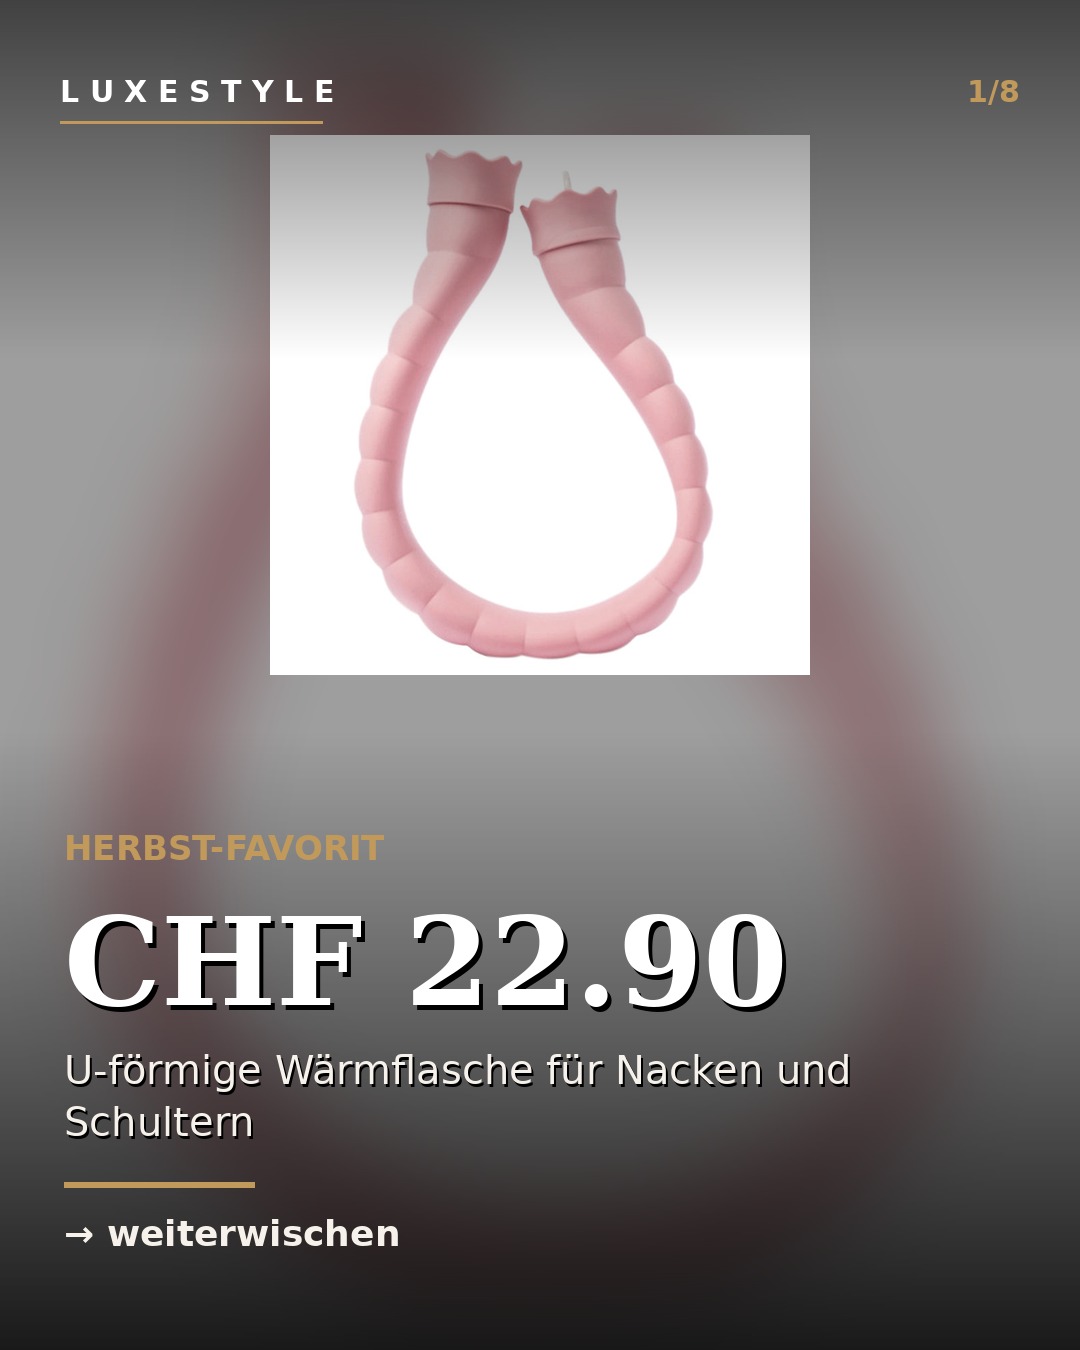 LUXESTYLE
1/8
HERBST-FAVORIT
CHF 22.90
U-förmige Wärmflasche für Nacken und
Schultern
→ weiterwischen